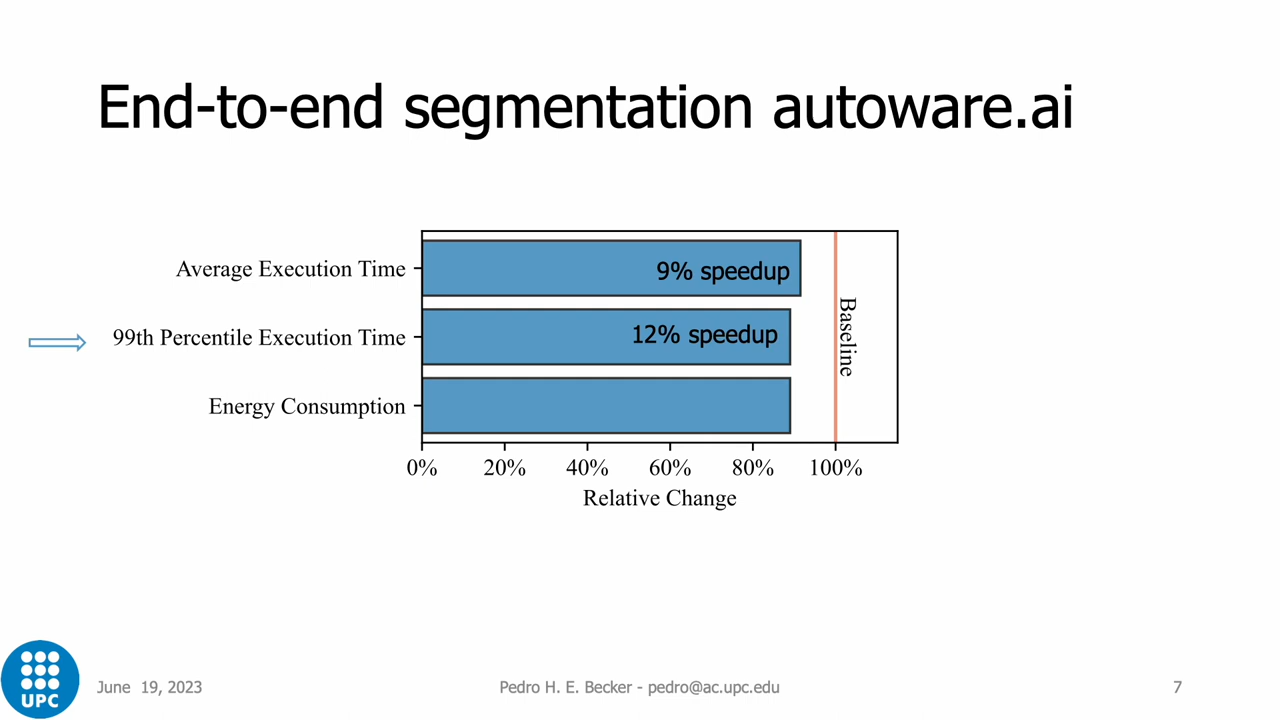 End-to-end segmentation autoware.ai
Average Execution Time
9% speedup
99th Percentile Execution Time
12% speedup
Energy Consumption
Baseline
0% 20% 40% 60% 80% 100%
Relative Change
UPC
June 19, 2023
Pedro H. E. Becker - pedro@ac.upc.edu
7